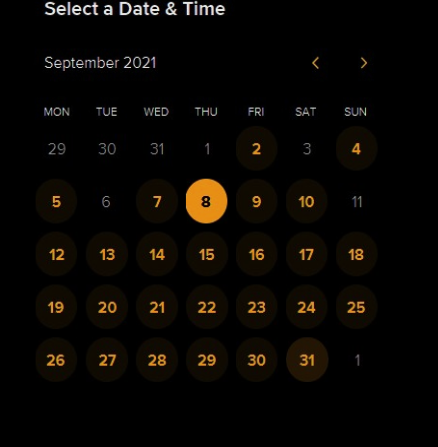 Select a Date & Time
September 2021 < >
MON TUE WED THU FRI SAT SUN
29 30 31 1 2 3 4
5 6 7 8 9 10 11
12 13 14 15 16 17 18
19 20 21 22 23 24 25
26 27 28 29 30 31 1